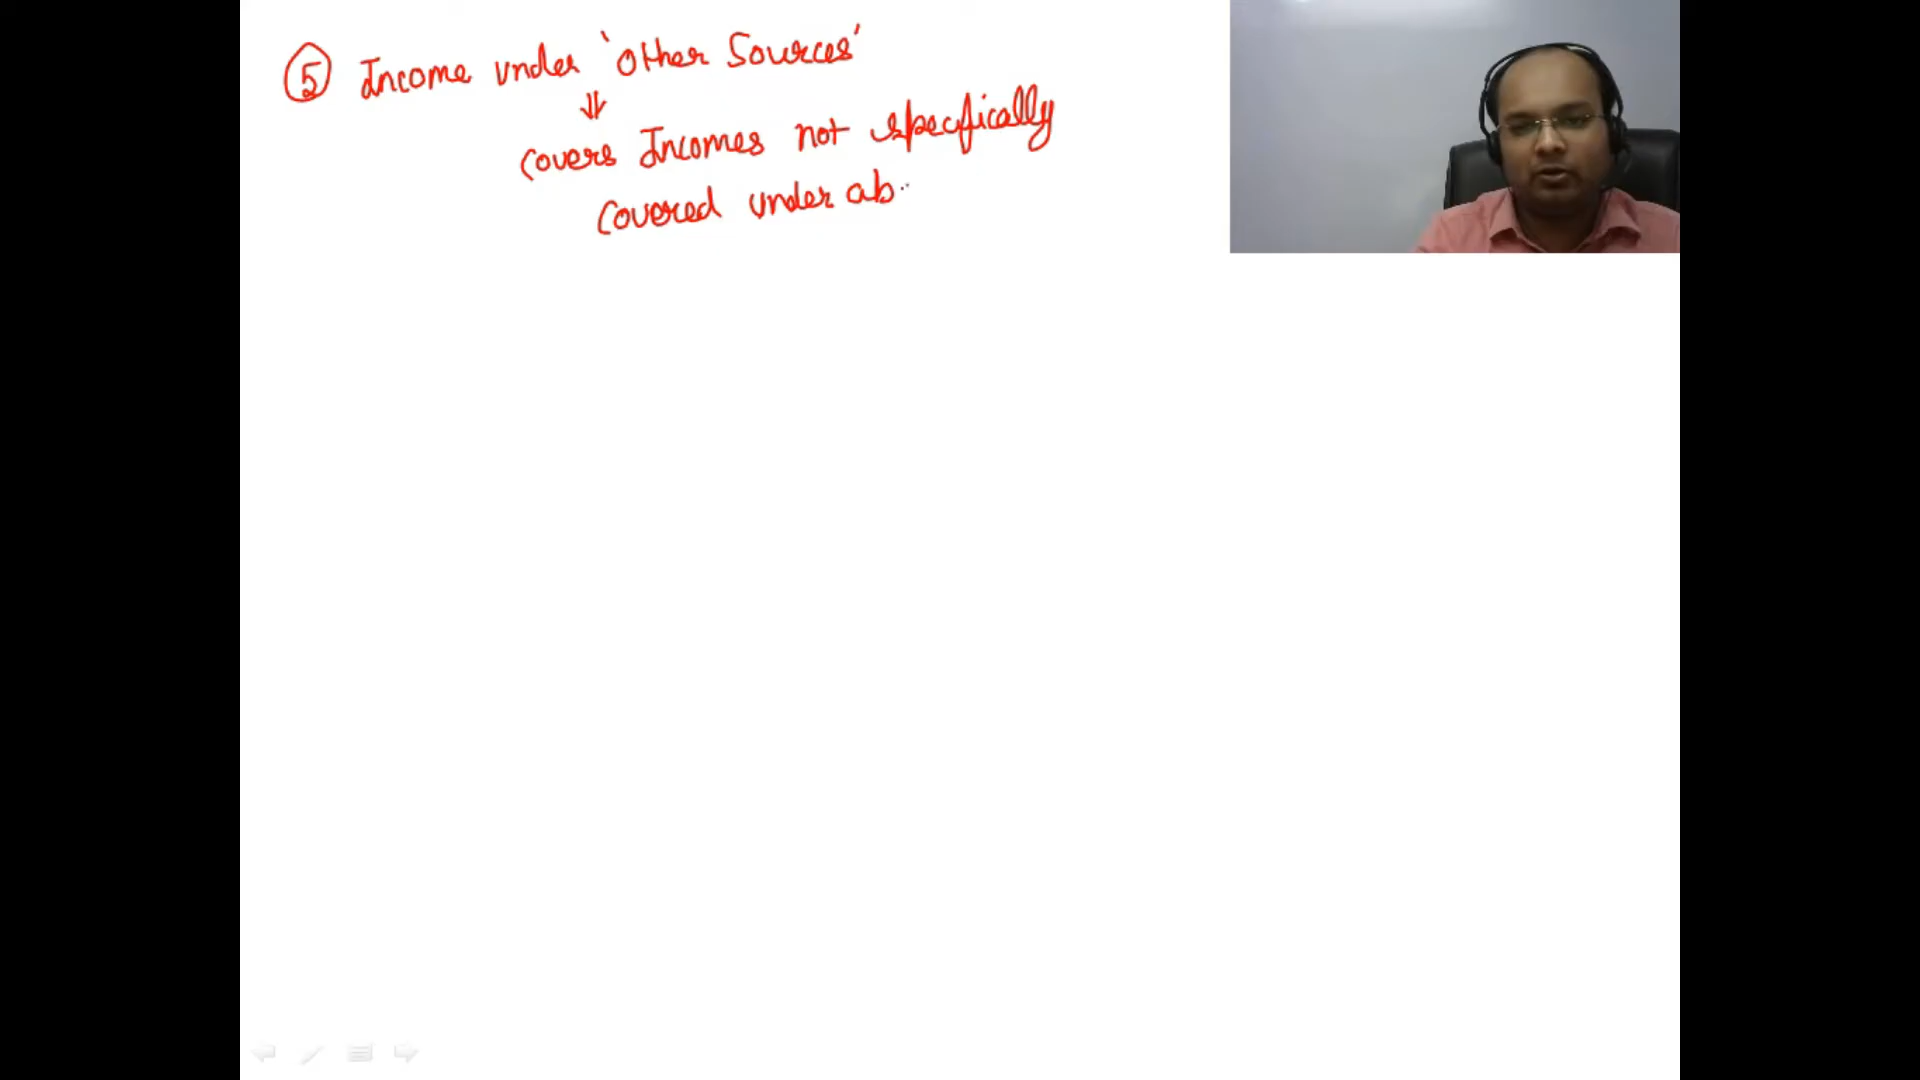 5 Income under 'Other Sources'
⇓
Covers Incomes not specifically
Covered under ab